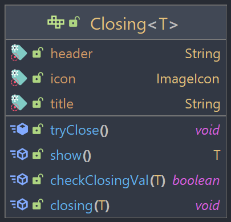 Closing<T>
header String
icon ImageIcon
title String
tryClose() void
show() T
checkClosingVal(T) boolean
closing(T) void